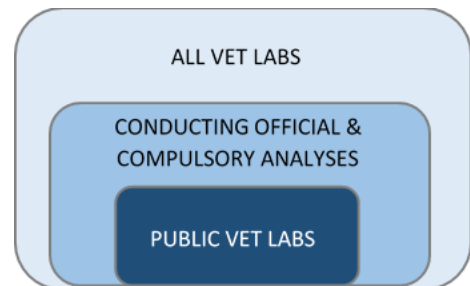 ALL VET LABS
CONDUCTING OFFICIAL &
COMPULSORY ANALYSES
PUBLIC VET LABS